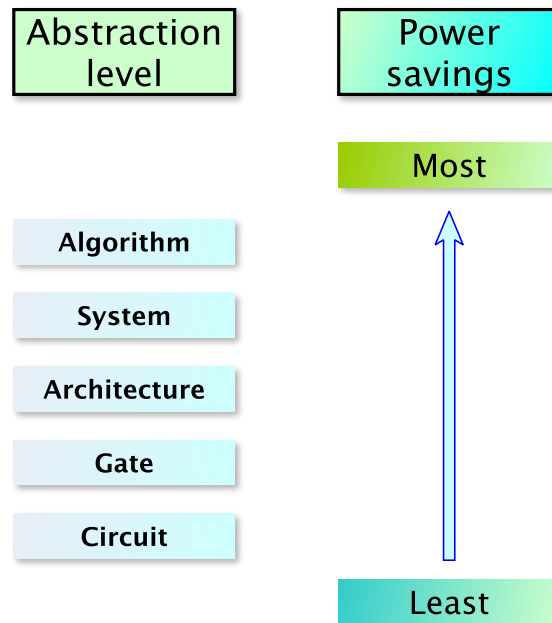 Abstraction
level
Power
savings
Most
Algorithm
System
Architecture
Gate
Circuit
Least